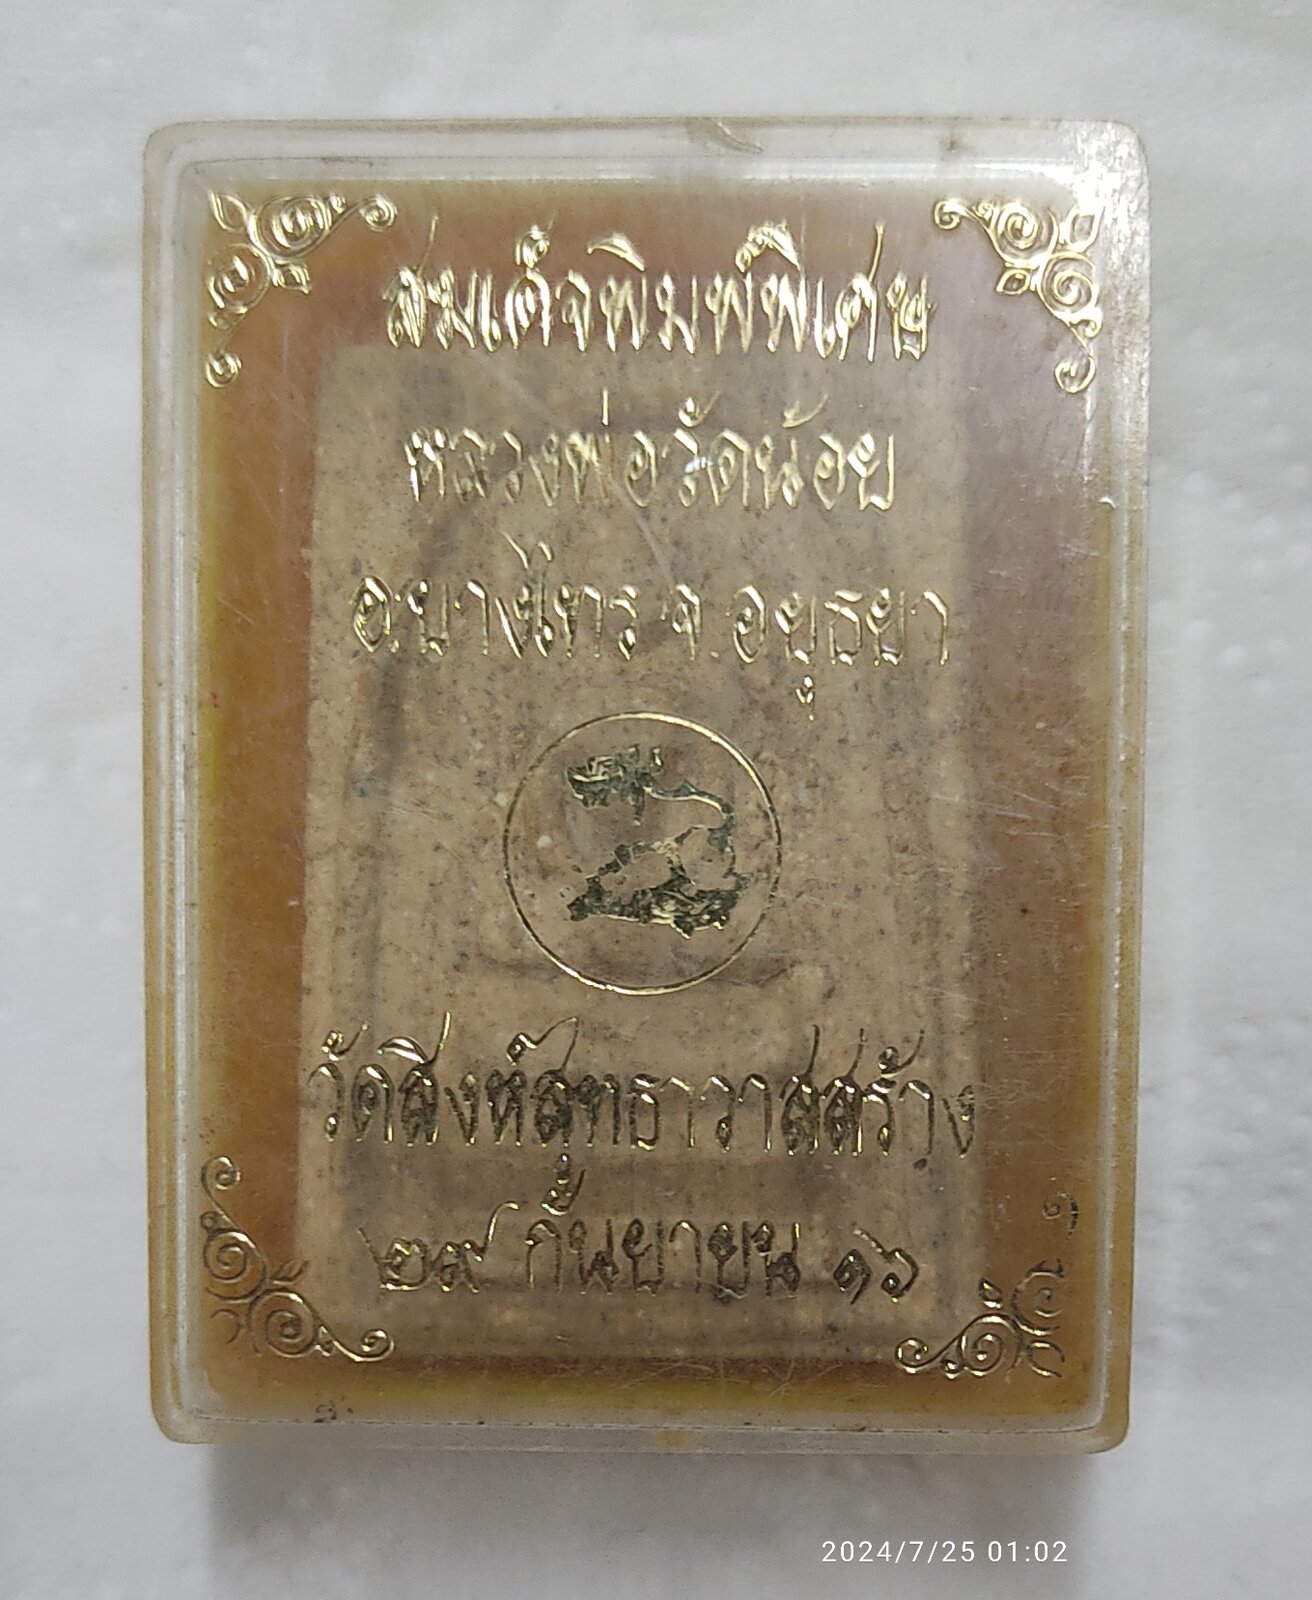 สมเด็จพิมพ์พิเศษ
หลวงพ่อวัดน้อย
อ.บางไทร จ.อยุธยา
วัดสิงห์สุทธาวาสสร้าง
๒๙ กันยายน ๑๖
2024/7/25 01:02